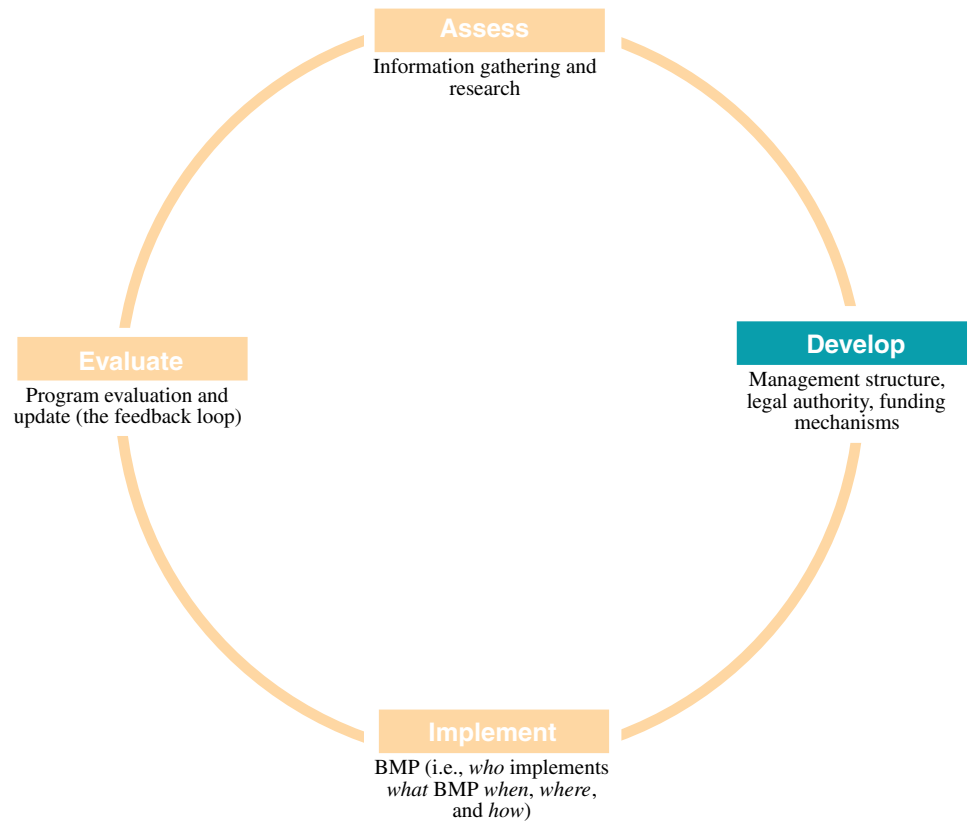 Assess
Information gathering and
research
Develop
Management structure,
legal authority, funding
mechanisms
Evaluate
Program evaluation and
update (the feedback loop)
Implement
BMP (i.e., who implements
what BMP when, where,
and how)